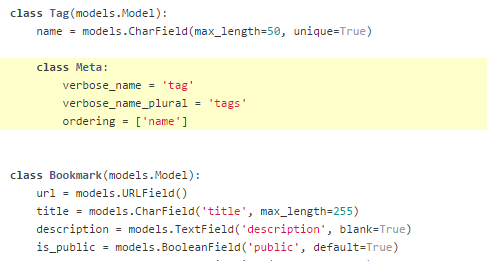 class Tag(models.Model):
    name = models.CharField(max_length=50, unique=True)
    class Meta:
        verbose_name = 'tag'
        verbose_name_plural = 'tags'
        ordering = ['name']
class Bookmark(models.Model):
    url = models.URLField()
    title = models.CharField('title', max_length=255)
    description = models.TextField('description', blank=True)
    is_public = models.BooleanField('public', default=True)